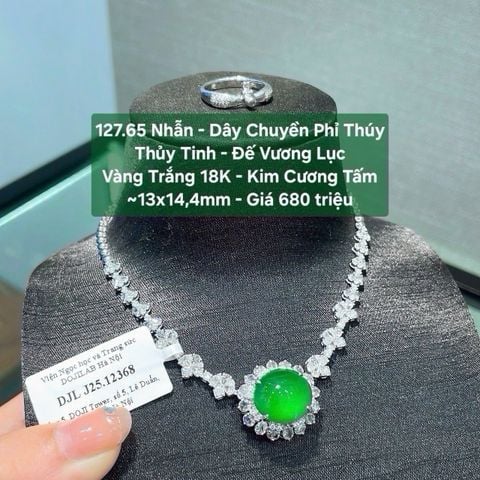 127.65 Nhẫn - Dây Chuyền Phỉ Thúy
Thủy Tinh - Đế Vương Lục
Vàng Trắng 18K - Kim Cương Tấm
~13x14,4mm - Giá 680 triệu
Viện Ngọc học và Trang sức
DOJILAB Hà Nội
DJL J25.12368
5, DOJI Tower, số 5, Lê Duẩn,
Nội